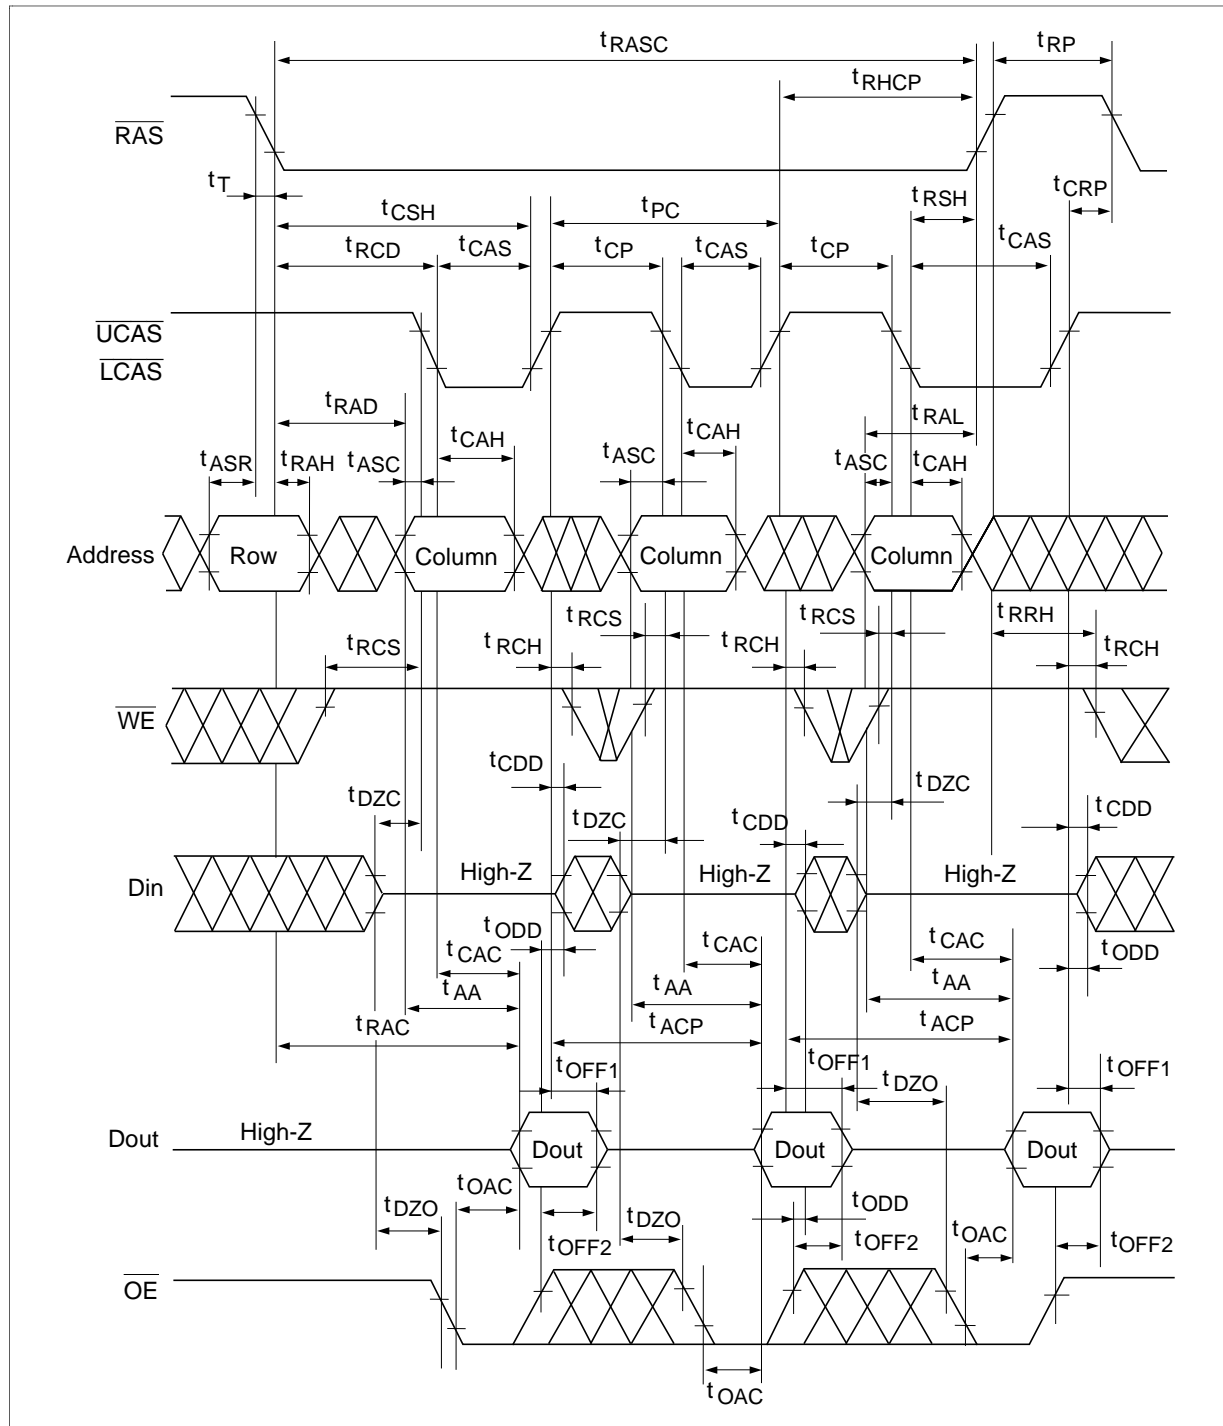 tRASC tRP
tRHCP
RAS
tT tCSH tPC tRSH tCRP
tRCD tCAS tCP tCAS tCP tCAS
UCAS
LCAS
tRAD tCAH tCAH tRAL
tASR tRAH tASC tASC tASC tCAH
Address Row Column Column Column
tRCS tRCH tRCS tRCH tRCS tRRH tRCH
WE
tCDD
tDZC tDZC tCDD tDZC tCDD
Din High-Z High-Z High-Z
tODD
tCAC tCAC tCAC tODD
tAA tAA tAA
tRAC tACP tACP
tOFF1 tOFF1 tDZO tOFF1
Dout High-Z Dout Dout Dout
tDZO tOAC tDZO tODD
tOFF2 tOFF2 tOAC tOFF2
OE
tOAC